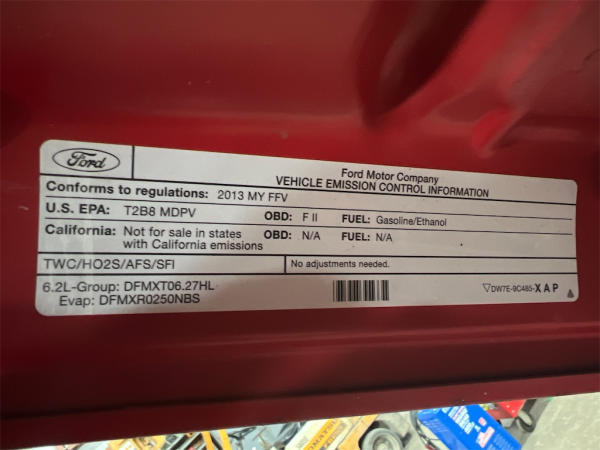 Ford
Ford Motor Company
VEHICLE EMISSION CONTROL INFORMATION
Conforms to regulations: 2013 MY FFV
U.S. EPA: T2B8 MDPV OBD: F II FUEL: Gasoline/Ethanol
California: Not for sale in states with California emissions OBD: N/A FUEL: N/A
TWC/HO2S/AFS/SFI No adjustments needed.
6.2L-Group: DFMXT06.27HL
Evap: DFMXR0250NBS
DW7E-9C485-XAP